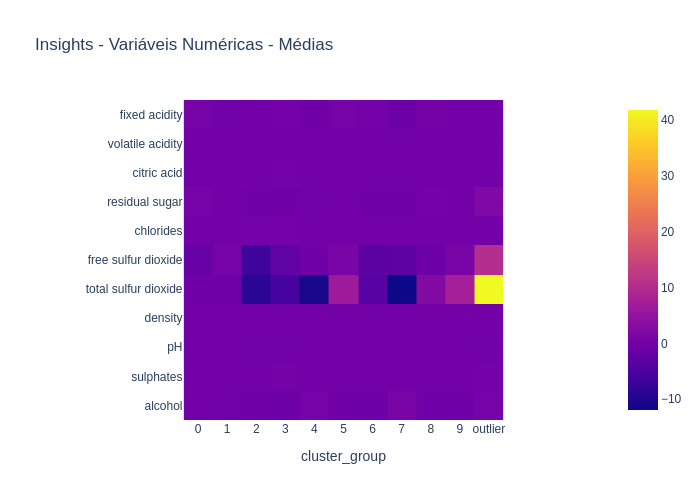 Insights - Variáveis Numéricas - Médias
fixed acidity
volatile acidity
citric acid
residual sugar
chlorides
free sulfur dioxide
total sulfur dioxide
density
pH
sulphates
alcohol
0 1 2 3 4 5 6 7 8 9 outlier
cluster_group
40
30
20
10
0
−10